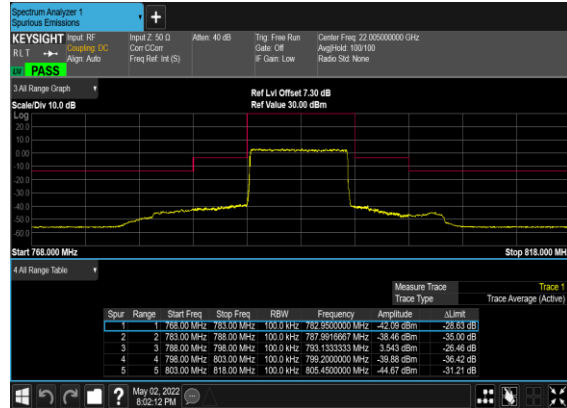 Spectrum Analyzer 1
Spurious Emissions
+
KEYSIGHT Input: RF Input Z: 50 Ω Atten: 40 dB Trig: Free Run Center Freq: 22.005000000 GHz
RLT Coupling: DC Corr CCorr Gate: Off Avg|Hold: 100/100
Align: Auto Freq Ref: Int (S) IF Gain: Low Radio Std: None
PASS
3 All Range Graph Ref Lvl Offset 7.30 dB
Scale/Div 10.0 dB Ref Value 30.00 dBm
Log
20.0
10.0
0.00
-10.0
-20.0
-30.0
-40.0
-50.0
-60.0
Start 768.000 MHz Stop 818.000 MH
4 All Range Table
Measure Trace Trace 1
Trace Type Trace Average (Active)
Spur Range Start Freq Stop Freq RBW Frequency Amplitude ΔLimit
1 1 768.00 MHz 783.00 MHz 100.0 kHz 782.9500000 MHz -42.09 dBm -28.63 dB
2 2 783.00 MHz 788.00 MHz 100.0 kHz 787.9916667 MHz -38.46 dBm -35.00 dB
3 3 788.00 MHz 798.00 MHz 100.0 kHz 793.1333333 MHz 3.543 dBm -26.46 dB
4 4 798.00 MHz 803.00 MHz 100.0 kHz 799.2000000 MHz -39.88 dBm -36.42 dB
5 5 803.00 MHz 818.00 MHz 100.0 kHz 805.4500000 MHz -44.67 dBm -31.21 dB
? May 02, 2022
8:02:12 PM